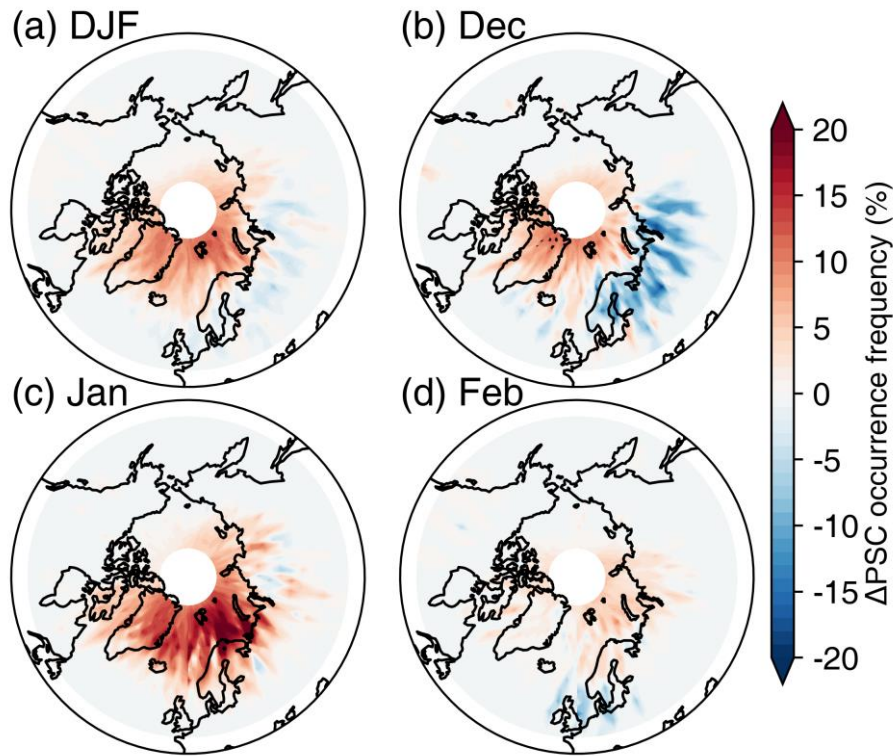 (a) DJF
(b) Dec
(c) Jan
(d) Feb
20
15
10
5
0
-5
-10
-15
-20
ΔPSC occurrence frequency (%)